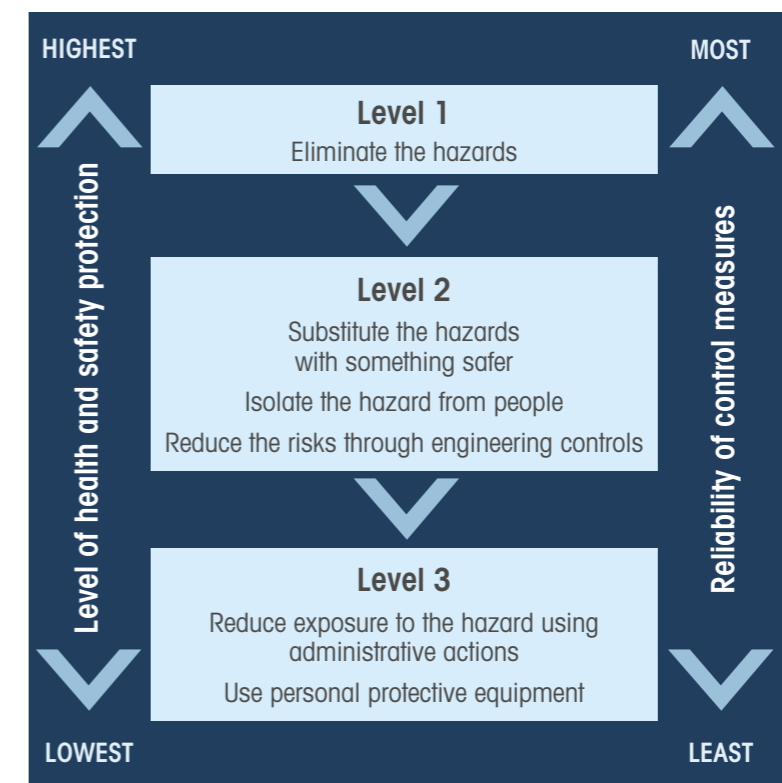 HIGHEST
MOST
Level 1
Eliminate the hazards
Level of health and safety protection
Reliability of control measures
Level 2
Substitute the hazards
with something safer
Isolate the hazard from people
Reduce the risks through engineering controls
Level 3
Reduce exposure to the hazard using
administrative actions
Use personal protective equipment
LOWEST
LEAST